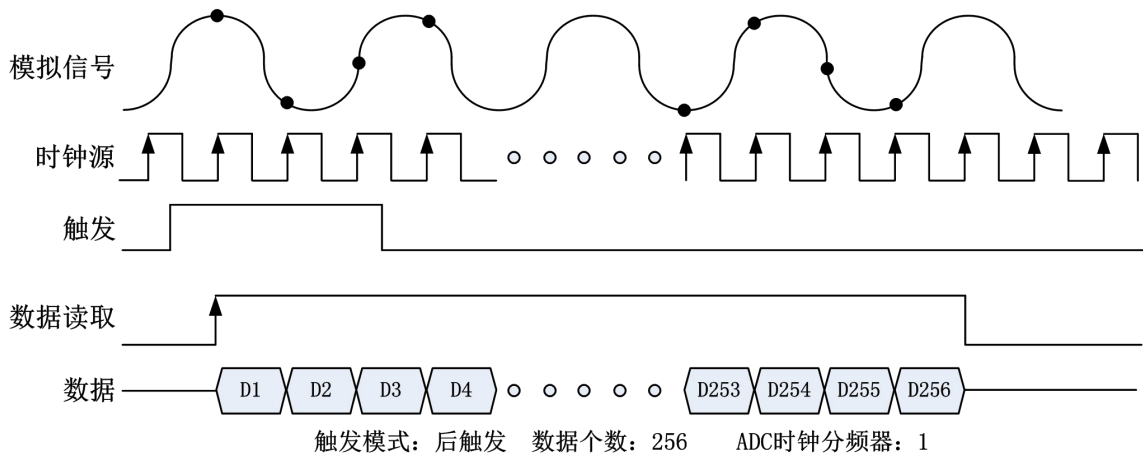 模拟信号
时钟源
触发
数据读取
数据 D1 D2 D3 D4 D253 D254 D255 D256
触发模式：后触发 数据个数：256 ADC时钟分频器：1